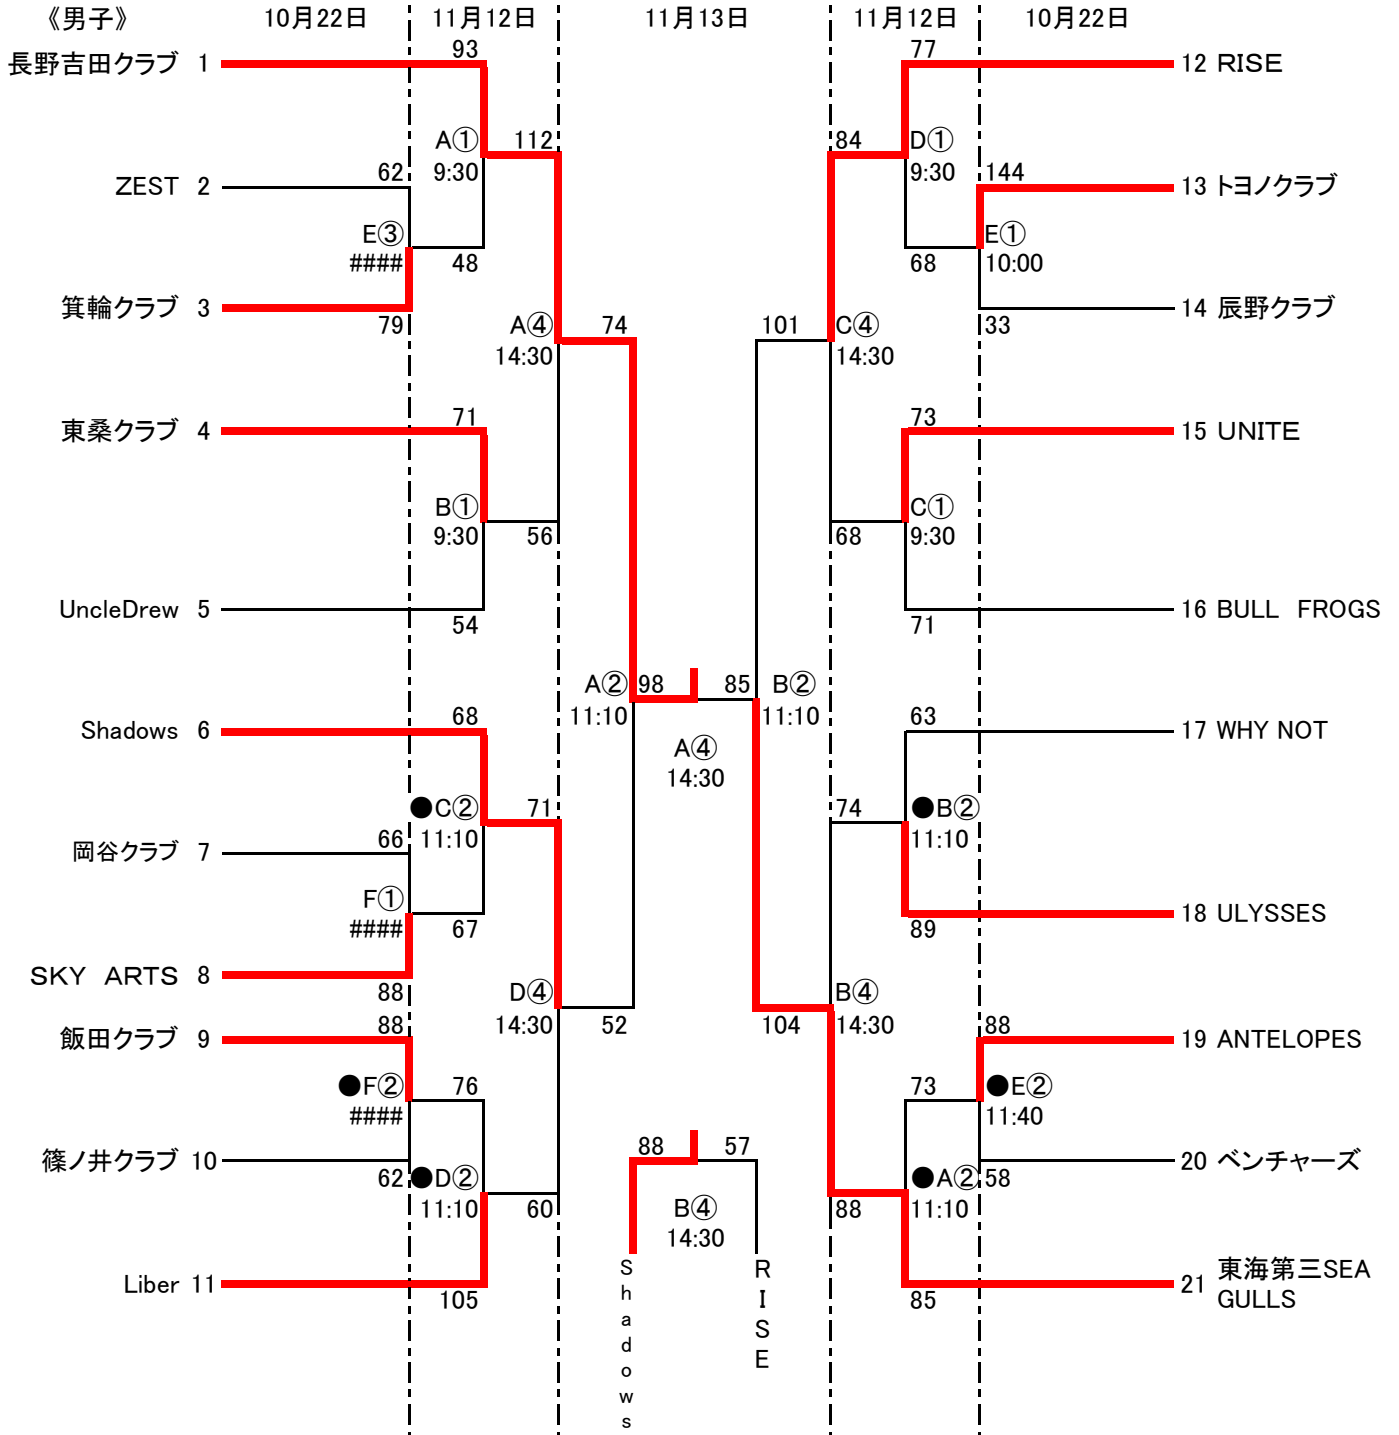 《男子》 10月22日 11月12日 11月13日 11月12日 10月22日
93 77
長野吉田クラブ 1 12 RISE
A① 112 84 D①
9:30 9:30
62 144
ZEST 2 13 トヨノクラブ
E③ E①
#### 48 68 10:00
箕輪クラブ 3 14 辰野クラブ
79 33
A④ 74 101 C④
14:30 14:30
71 73
東桑クラブ 4 15 UNITE
B① C①
9:30 56 68 9:30
UncleDrew 5 16 BULL FROGS
54 71
A② 98 85 B②
11:10 11:10
68 63
Shadows 6 17 WHY NOT
A④
14:30
●C② 71 74 ●B②
11:10 11:10
66
岡谷クラブ 7
F①
#### 67 89
18 ULYSSES
SKY ARTS 8
88
D④ B④
14:30 52 104 14:30
88 88
飯田クラブ 9 19 ANTELOPES
●F② 76 73 ●E②
#### 11:40
88 57
篠ノ井クラブ 10 20 ベンチャーズ
62 ●D② ●A② 58
11:10 60 88 11:10
B④
14:30
Liber 11 21 東海第三SEA
GULLS
105 85
Shadows
RISE